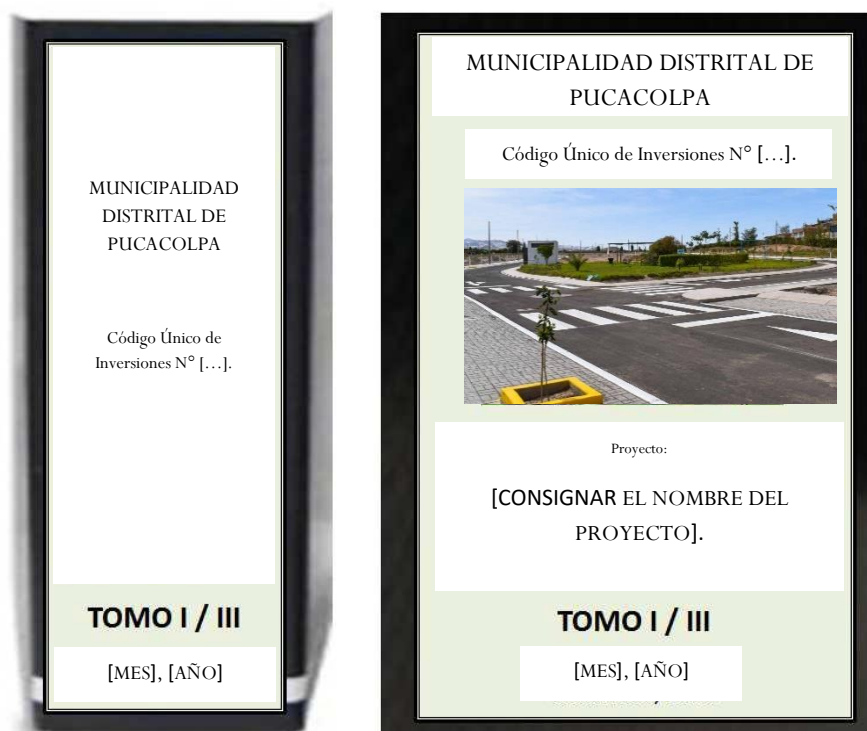 MUNICIPALIDAD
DISTRITAL DE
PUCACOLPA
Código Único de
Inversiones N° […].
TOMO I / III
[MES], [AÑO]
MUNICIPALIDAD DISTRITAL DE
PUCACOLPA
Código Único de Inversiones N° […].
Proyecto:
[CONSIGNAR EL NOMBRE DEL
PROYECTO].
TOMO I / III
[MES], [AÑO]